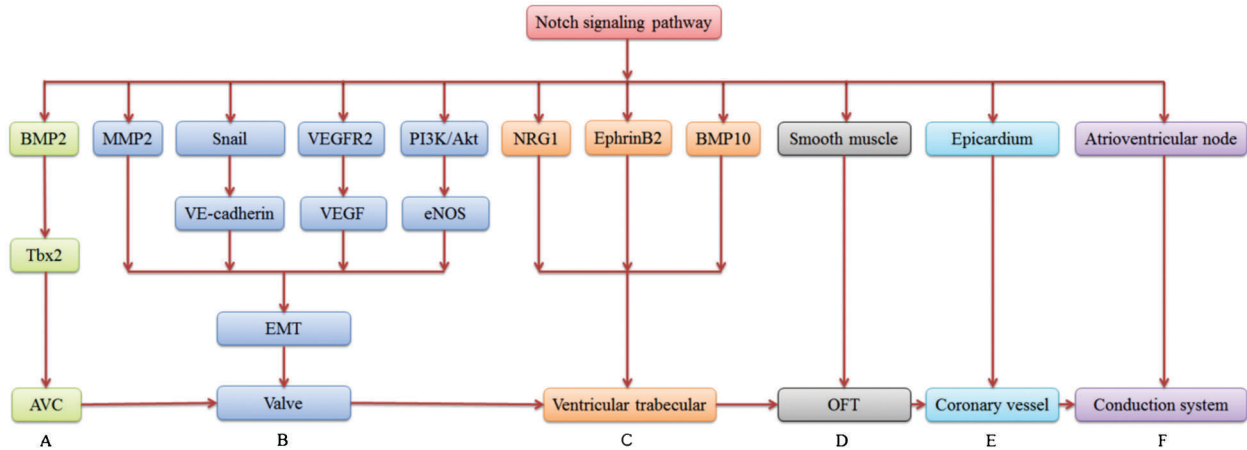 Notch signaling pathway
BMP2
MMP2
Snail
VEGFR2
PI3K/Akt
NRG1
EphrinB2
BMP10
Smooth muscle
Epicardium
Atrioventricular node
VE-cadherin
VEGF
eNOS
Tbx2
EMT
AVC
Valve
Ventricular trabecular
OFT
Coronary vessel
Conduction system
A
B
C
D
E
F